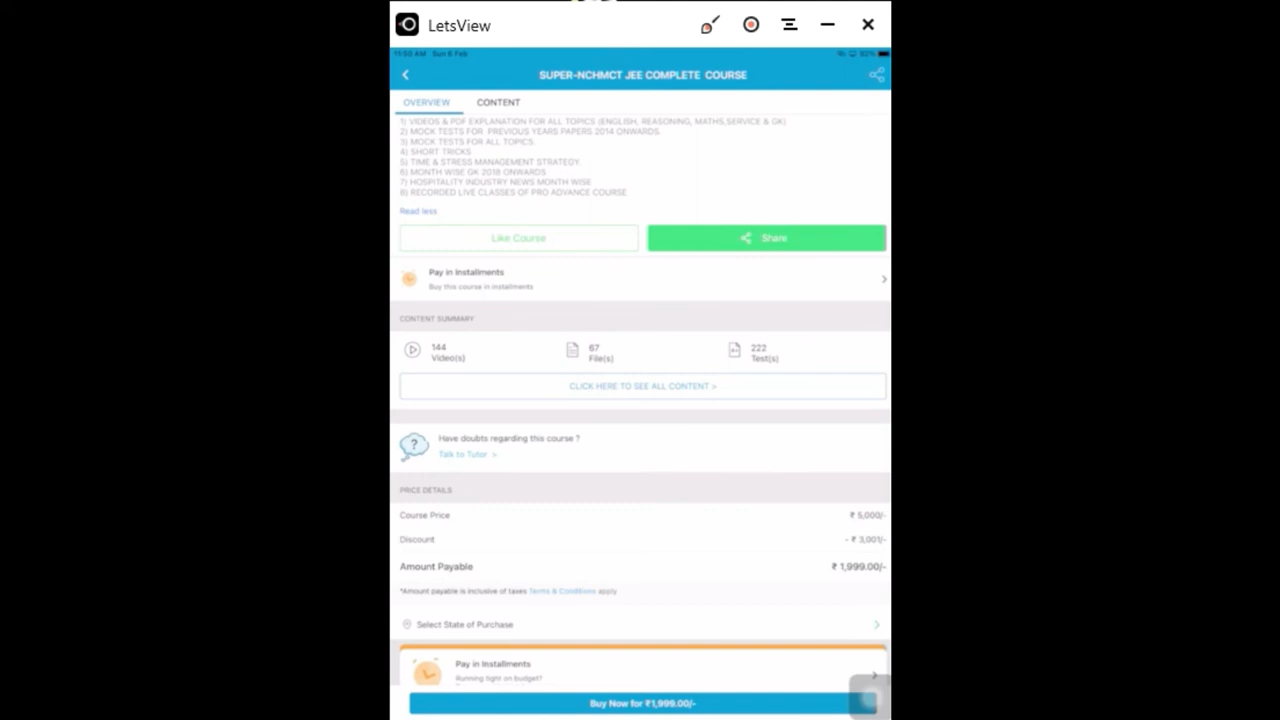 LetsView
11:50 AM Sun 6 Feb
92%
SUPER-NCHMCT JEE COMPLETE COURSE
OVERVIEW
CONTENT
1) VIDEOS & PDF EXPLANATION FOR ALL TOPICS (ENGLISH, REASONING, MATHS,SERVICE & GK)
2) MOCK TESTS FOR PREVIOUS YEARS PAPERS 2014 ONWARDS.
3) MOCK TESTS FOR ALL TOPICS.
4) SHORT TRICKS
5) TIME & STRESS MANAGEMENT STRATEGY.
6) MONTH WISE GK 2018 ONWARDS
7) HOSPITALITY INDUSTRY NEWS MONTH WISE
8) RECORDED LIVE CLASSES OF PRO ADVANCE COURSE
Read less
Like Course
Share
Pay in Installments
Buy this course in installments
CONTENT SUMMARY
144
Video(s)
67
File(s)
222
Test(s)
CLICK HERE TO SEE ALL CONTENT >
Have doubts regarding this course ?
Talk to Tutor >
PRICE DETAILS
Course Price ₹ 5,000/-
Discount - ₹ 3,001/-
Amount Payable ₹ 1,999.00/-
*Amount payable is inclusive of taxes Terms & Conditions apply
Select State of Purchase
Pay in Installments
Running tight on budget?
Buy Now for ₹1,999.00/-